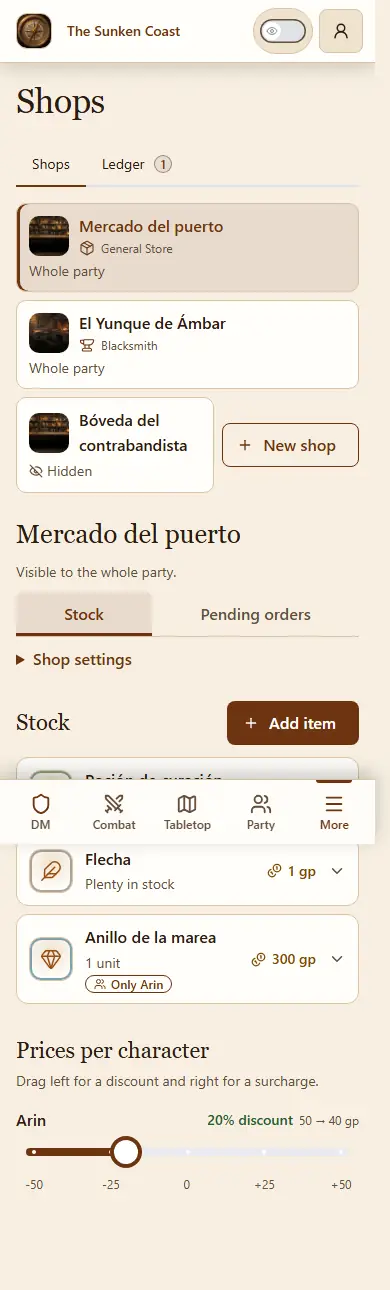 The Sunken Coast
Shops
Shops
Ledger 1
Mercado del puerto
General Store
Whole party
El Yunque de Ámbar
Blacksmith
Whole party
Bóveda del
contrabandista
Hidden
+ New shop
Mercado del puerto
Visible to the whole party.
Stock
Pending orders
Shop settings
Stock
+ Add item
DM
Combat
Tabletop
Party
More
Flecha
1 gp
Plenty in stock
Anillo de la marea
1 unit
300 gp
Only Arin
Prices per character
Drag left for a discount and right for a surcharge.
Arin
20% discount 50 → 40 gp
-50 -25 0 +25 +50